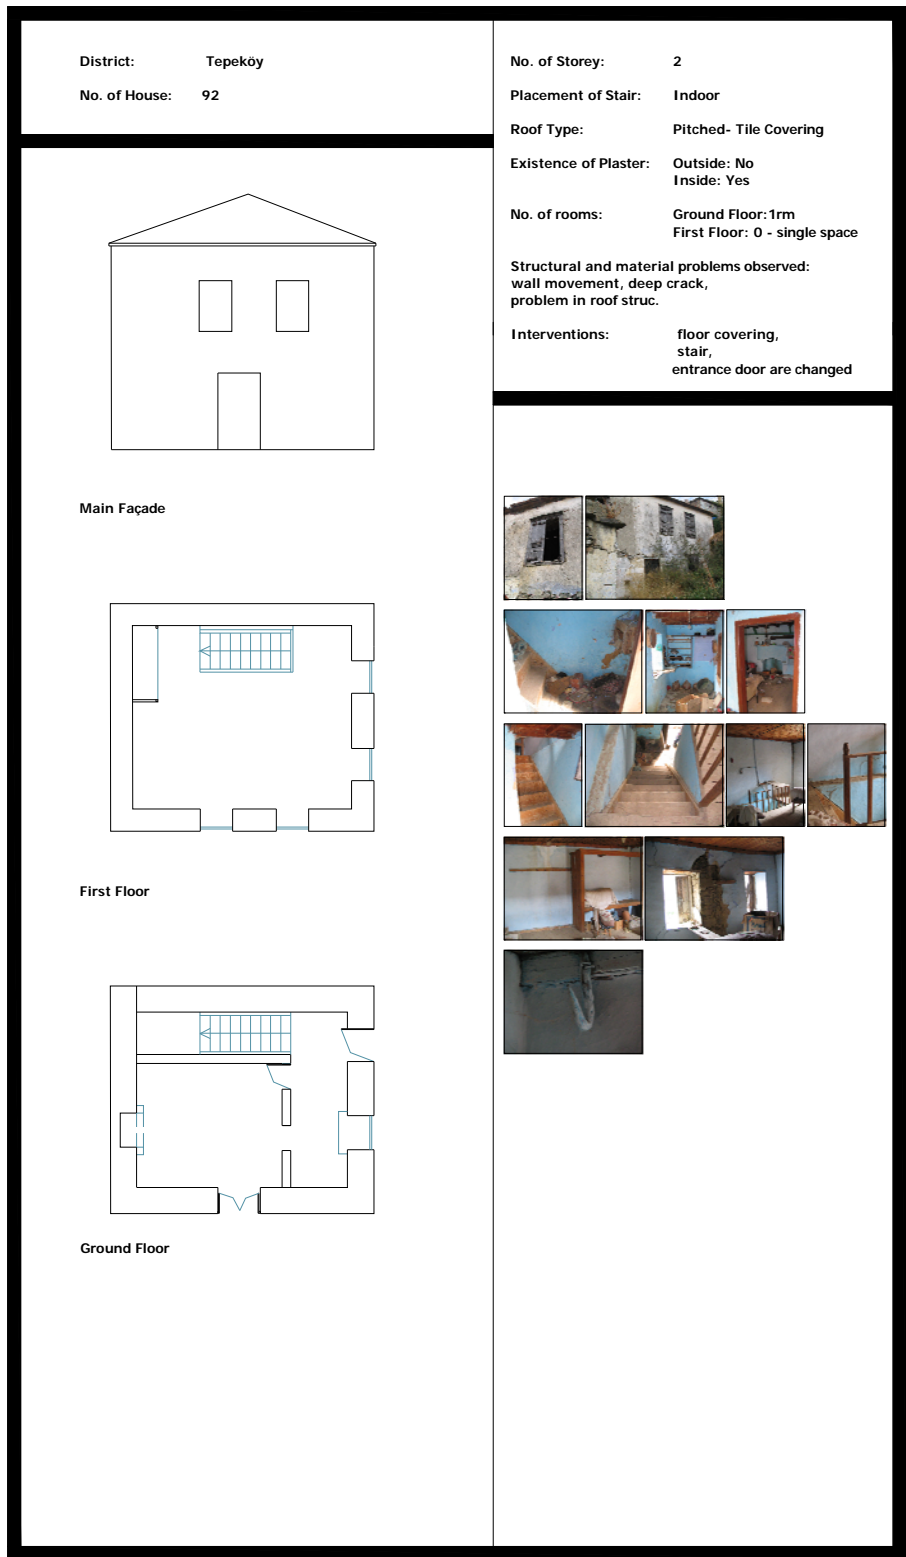 District: Tepeköy
No. of House: 92
No. of Storey: 2
Placement of Stair: Indoor
Roof Type: Pitched- Tile Covering
Existence of Plaster: Outside: No
Inside: Yes
No. of rooms: Ground Floor:1rm
First Floor: 0 - single space
Structural and material problems observed:
wall movement, deep crack,
problem in roof struc.
Interventions: floor covering,
stair,
entrance door are changed
Main Façade
First Floor
Ground Floor